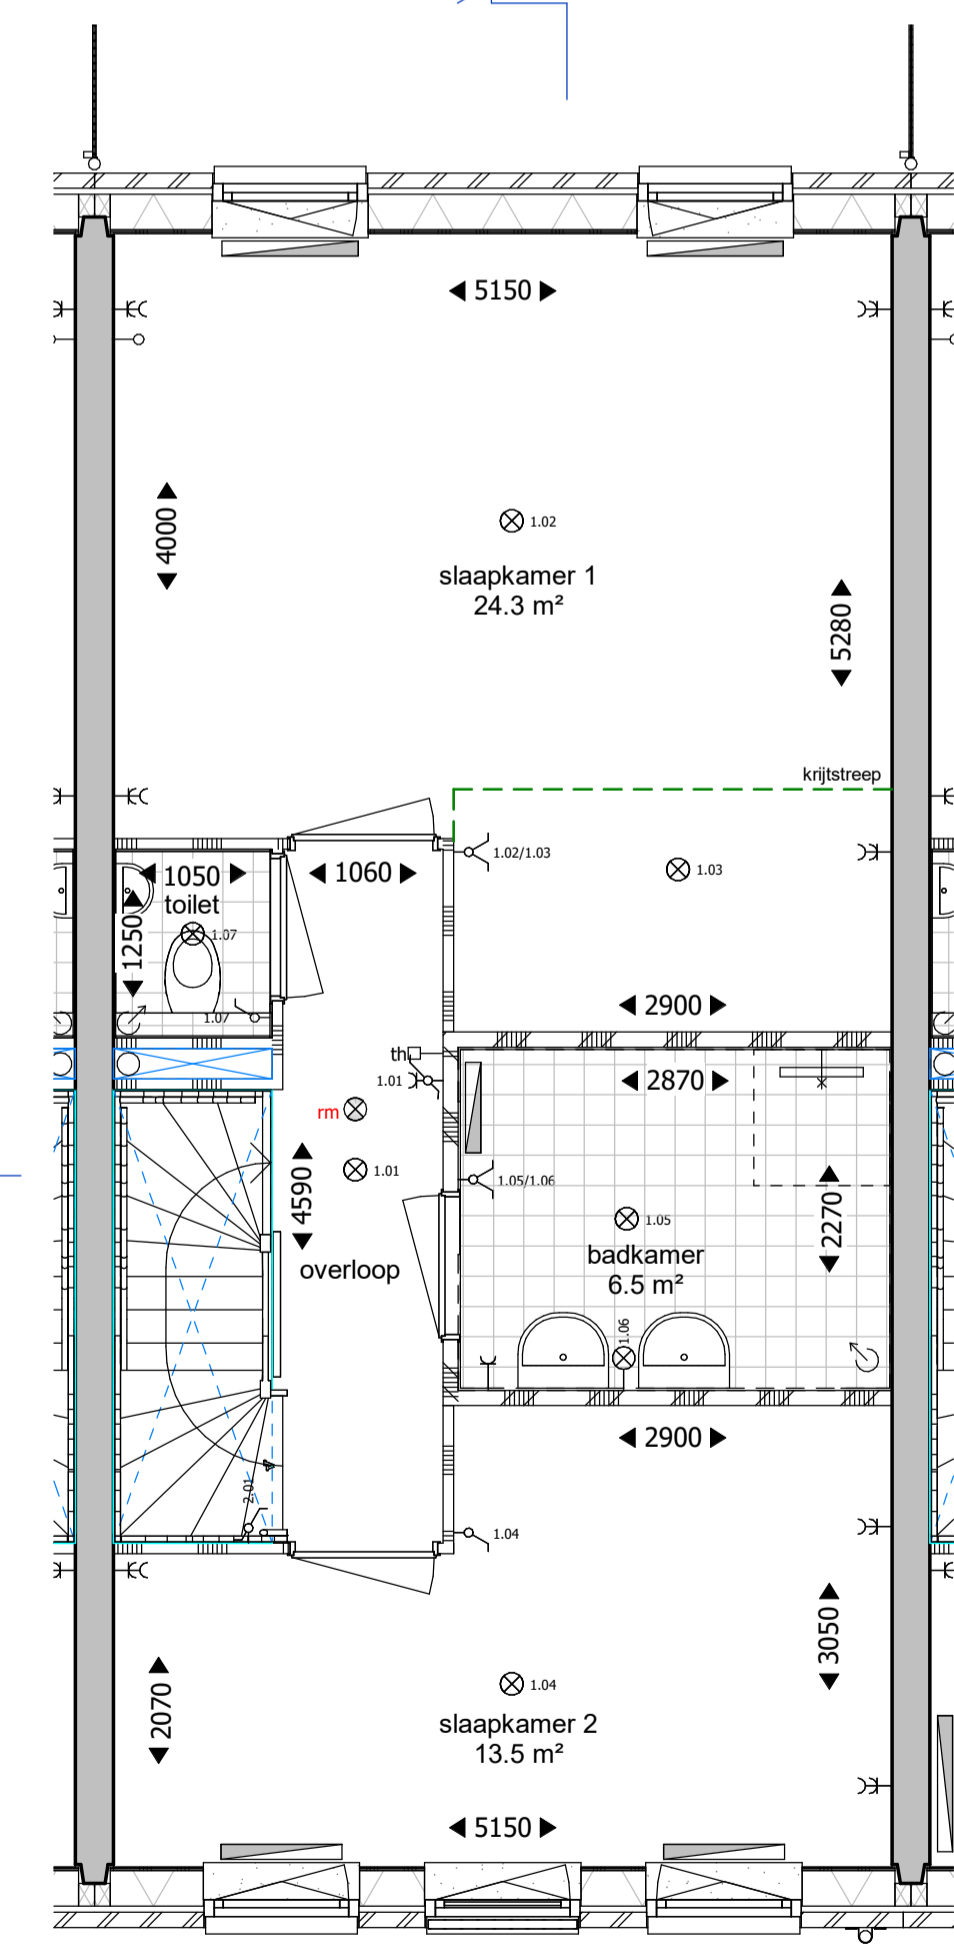 5150
4000
1.02
slaapkamer 1
24.3 m²
5280
krijtstreep
1.02/1.03
1.03
1050
toilet
1060
1250
1.07
1.07
2900
th
1.01
2870
rm
1.01
4590
1.05/1.06
2270
1.05
badkamer
6.5 m²
overloop
1.06
2900
2.01
1.04
3050
2070
1.04
slaapkamer 2
13.5 m²
5150